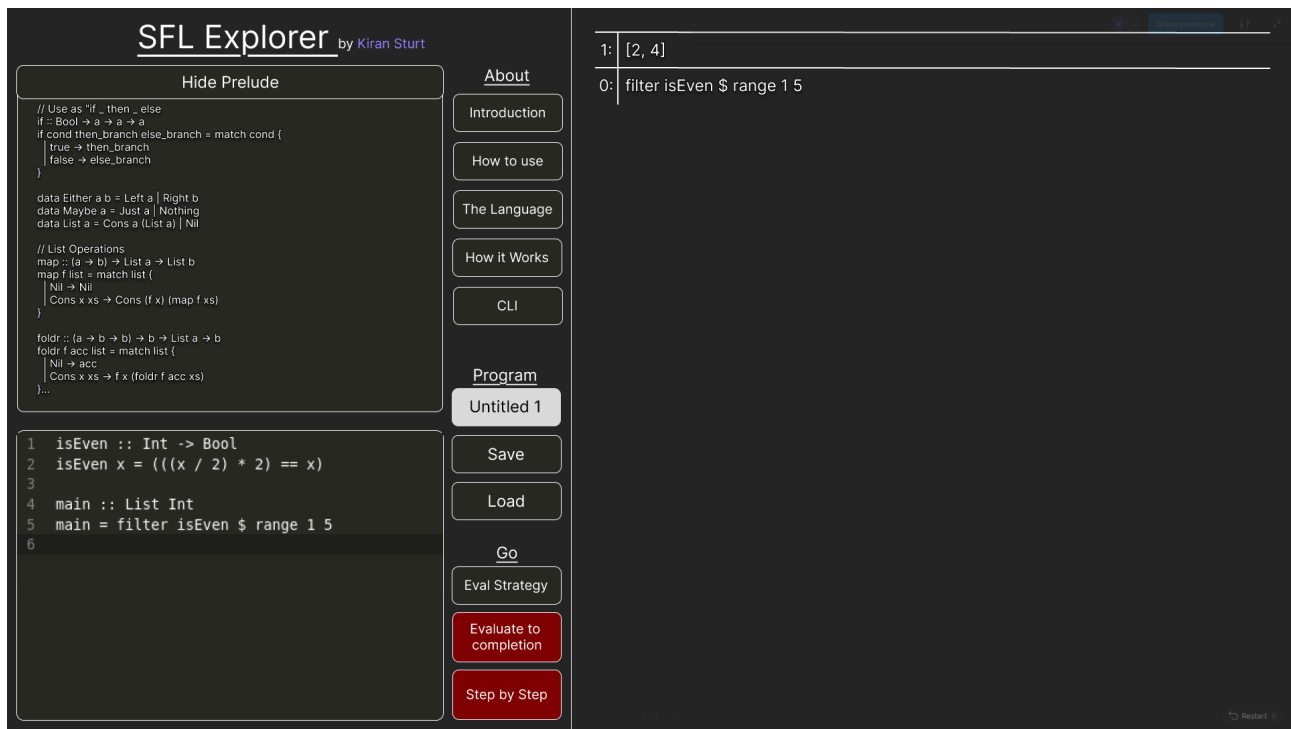 SFL Explorer by Kiran Sturt
Hide Prelude
// Use as "if _ then _ else
if :: Bool → a → a → a
if cond then_branch else_branch = match cond {
| true → then_branch
| false → else_branch
}
data Either a b = Left a | Right b
data Maybe a = Just a | Nothing
data List a = Cons a (List a) | Nil
// List Operations
map :: (a → b) → List a → List b
map f list = match list {
| Nil → Nil
| Cons x xs → Cons (f x) (map f xs)
}
foldr :: (a → b → b) → b → List a → b
foldr f acc list = match list {
| Nil → acc
| Cons x xs → f x (foldr f acc xs)
}...
1 isEven :: Int -> Bool
2 isEven x = (((x / 2) * 2) == x)
3
4 main :: List Int
5 main = filter isEven $ range 1 5
6
About
Introduction
How to use
The Language
How it Works
CLI
Program
Untitled 1
Save
Load
Go
Eval Strategy
Evaluate to
completion
Step by Step
K
Share prototype
1: [2, 4]
0: filter isEven $ range 1 5
Restart R